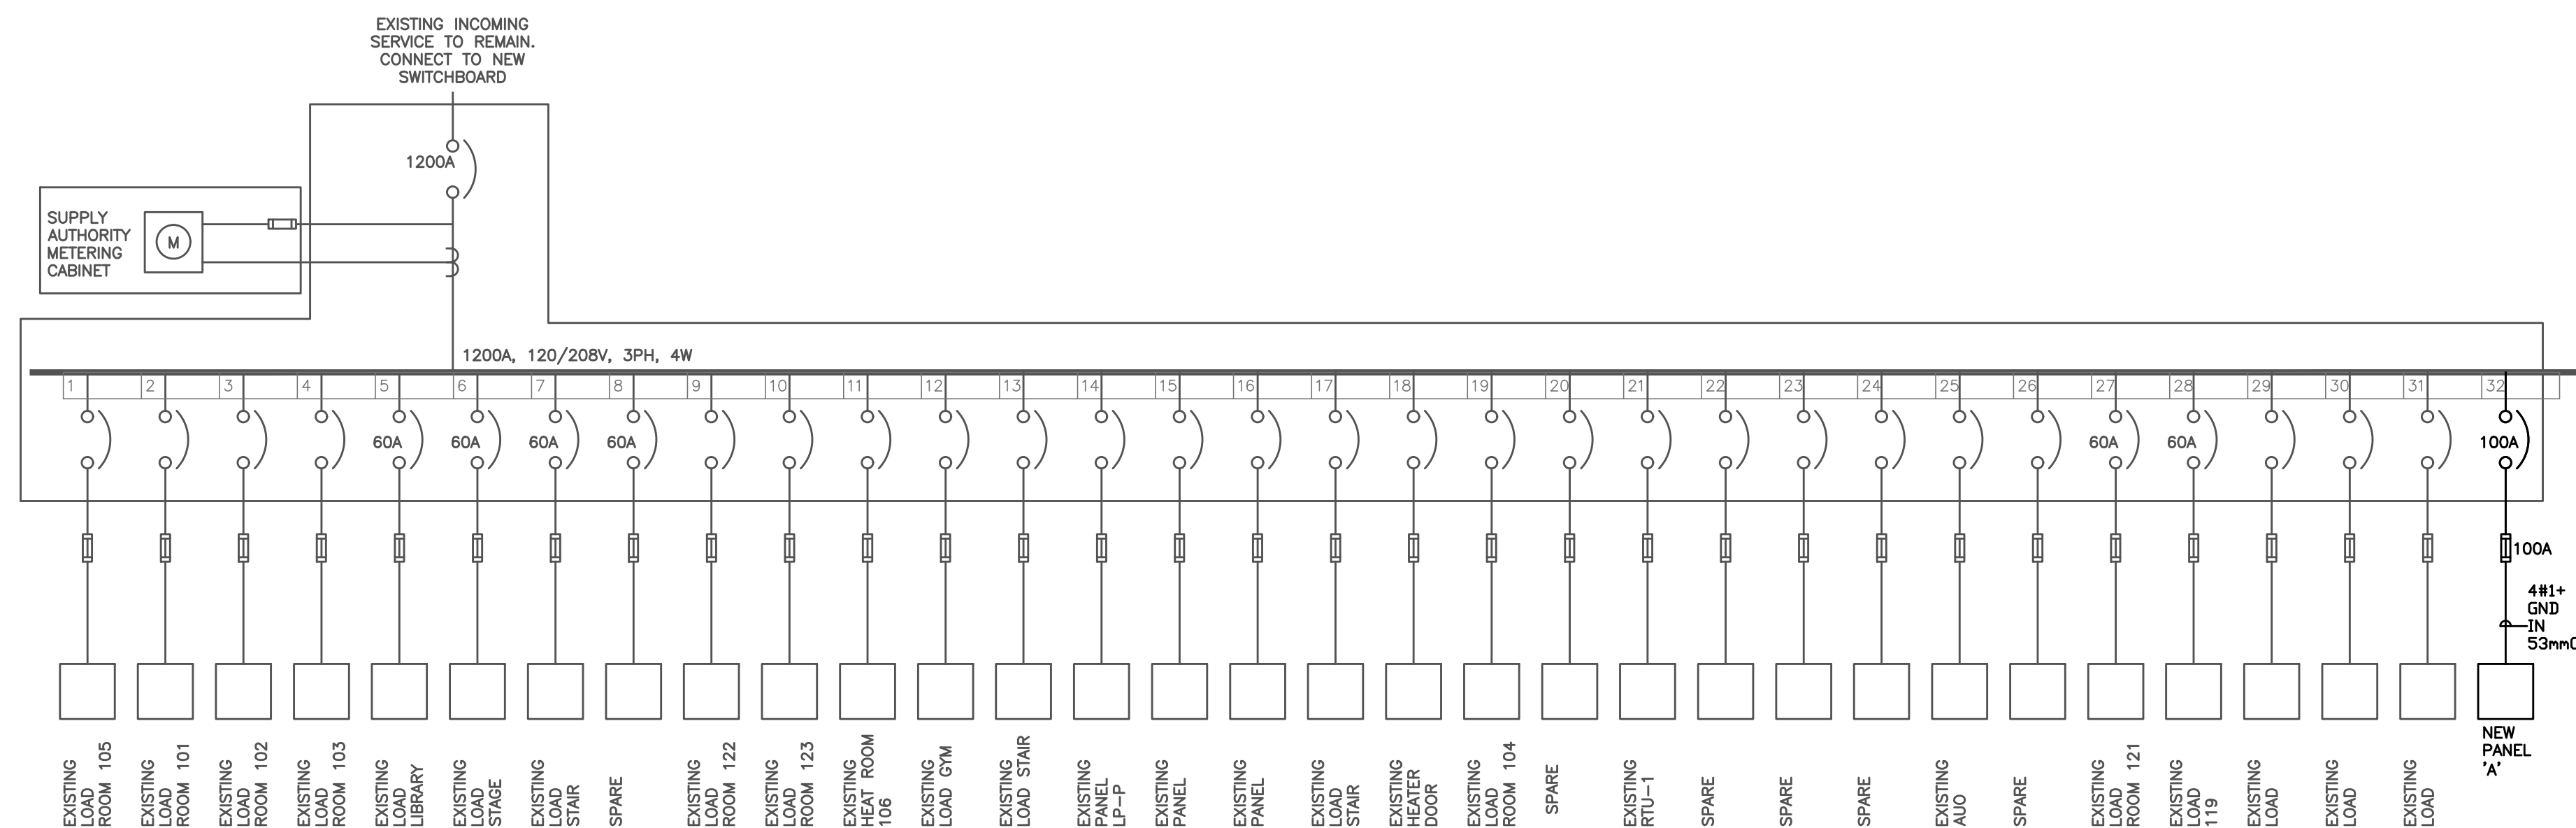 EXISTING INCOMING
SERVICE TO REMAIN.
CONNECT TO NEW
SWITCHBOARD
1200A
SUPPLY
AUTHORITY
METERING
CABINET
M
1200A, 120/208V, 3PH, 4W
1 2 3 4 5 6 7 8 9 10 11 12 13 14 15 16 17 18 19 20 21 22 23 24 25 26 27 28 29 30 31 32
60A 60A 60A 60A 60A 60A 100A
100A
4#1+
GND
IN
53mmC
EXISTING
LOAD
ROOM 105
EXISTING
LOAD
ROOM 101
EXISTING
LOAD
ROOM 102
EXISTING
LOAD
ROOM 103
EXISTING
LOAD
LIBRARY
EXISTING
LOAD
STAGE
EXISTING
LOAD
STAIR
SPARE
EXISTING
LOAD
ROOM 122
EXISTING
LOAD
ROOM 123
EXISTING
HEAT ROOM
106
EXISTING
LOAD GYM
EXISTING
LOAD STAIR
EXISTING
PANEL
LP-P
EXISTING
PANEL
EXISTING
PANEL
EXISTING
LOAD
STAIR
EXISTING
HEATER
DOOR
EXISTING
LOAD
ROOM 104
SPARE
EXISTING
RTU-1
SPARE
SPARE
SPARE
EXISTING
AUO
SPARE
EXISTING
LOAD
ROOM 121
EXISTING
LOAD
119
EXISTING
LOAD
EXISTING
LOAD
EXISTING
LOAD
NEW
PANEL
'A'